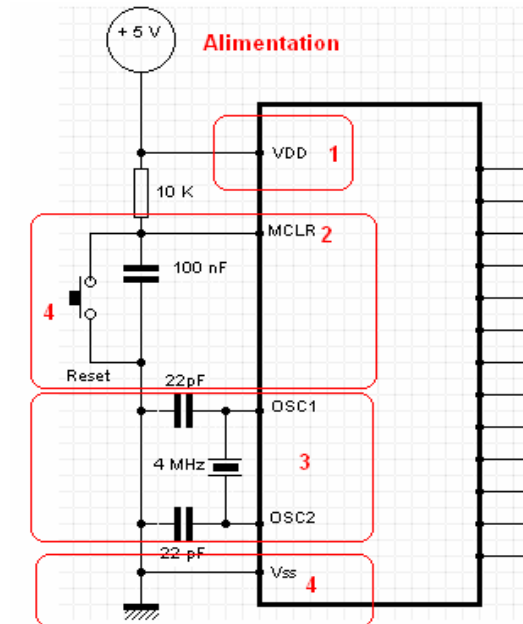 + 5 V
Alimentation
VDD 1
10 K
MCLR 2
100 nF
4
Reset
22pF
OSC1
4 MHz
3
OSC2
22 pF
Vss
4